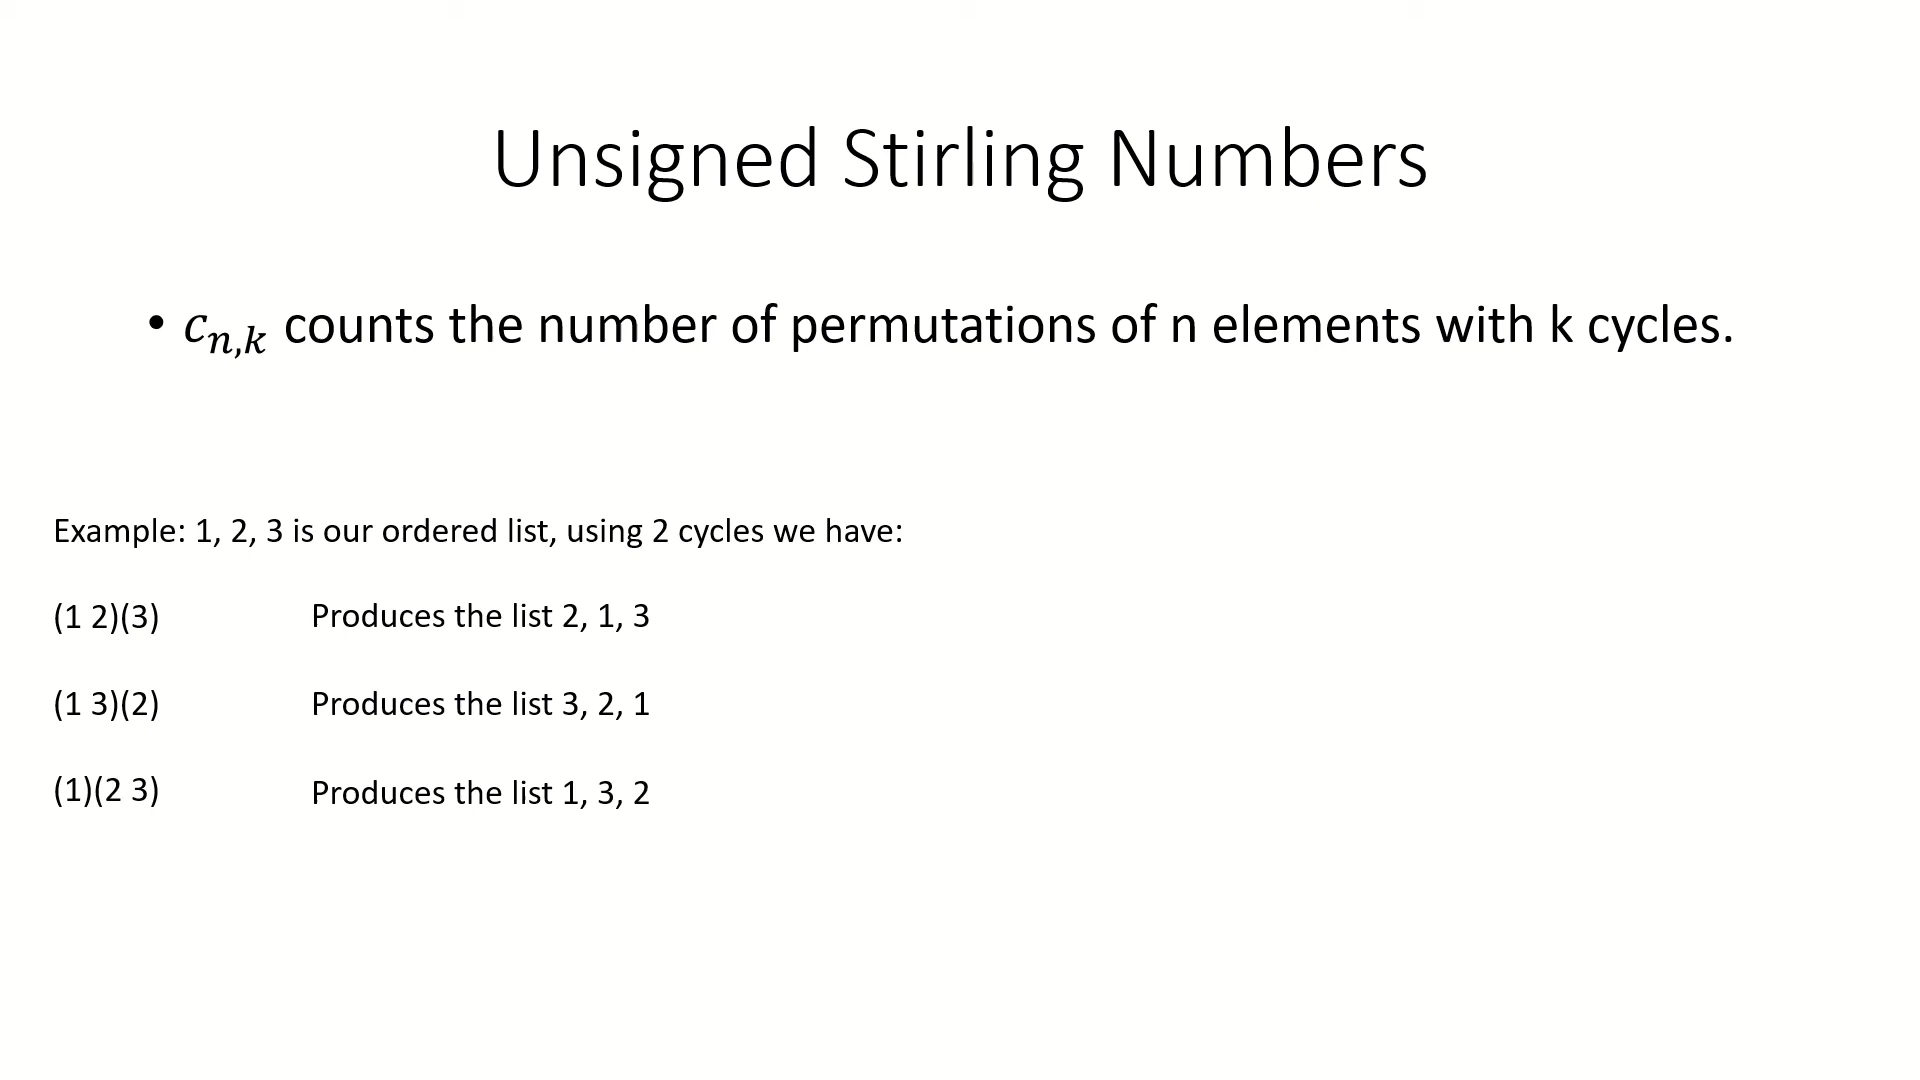 Unsigned Stirling Numbers
• $c_{n,k}$ counts the number of permutations of n elements with k cycles.
Example: 1, 2, 3 is our ordered list, using 2 cycles we have:
(1 2)(3) Produces the list 2, 1, 3
(1 3)(2) Produces the list 3, 2, 1
(1)(2 3) Produces the list 1, 3, 2